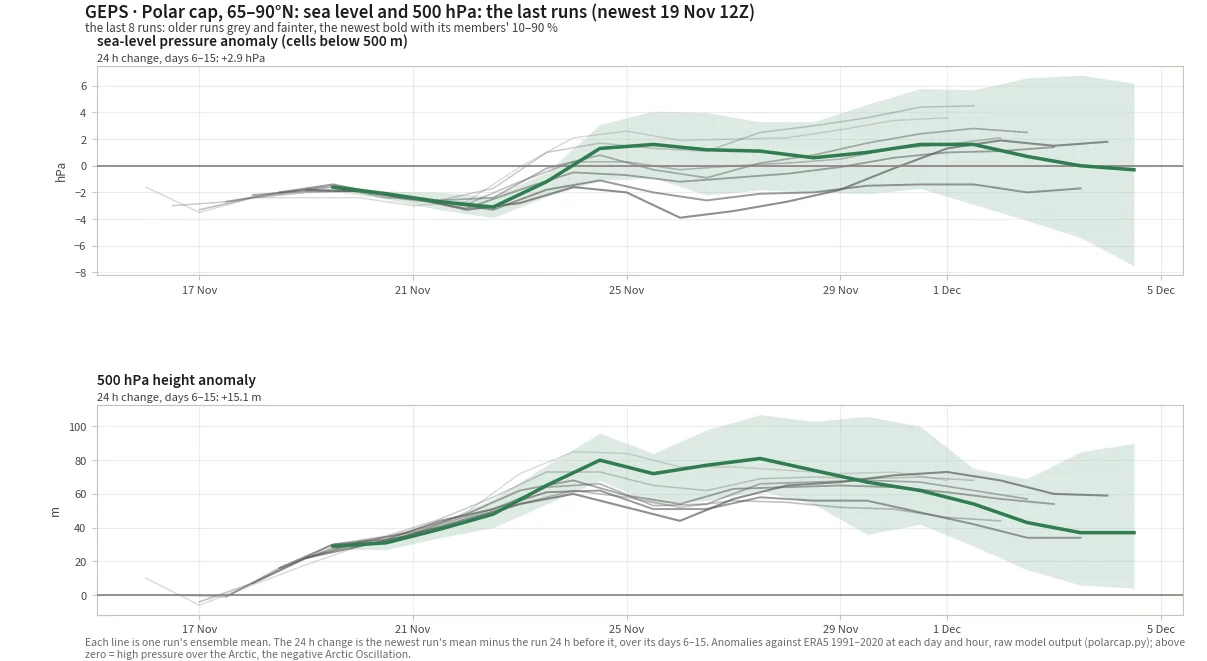 GEPS · Polar cap, 65–90°N: sea level and 500 hPa: the last runs (newest 19 Nov 12Z)
the last 8 runs: older runs grey and fainter, the newest bold with its members' 10–90 %
sea-level pressure anomaly (cells below 500 m)
24 h change, days 6–15: +2.9 hPa
6
4
2
0
−2
−4
−6
−8
hPa
17 Nov 21 Nov 25 Nov 29 Nov 1 Dec 5 Dec
500 hPa height anomaly
24 h change, days 6–15: +15.1 m
100
80
60
40
20
0
m
17 Nov 21 Nov 25 Nov 29 Nov 1 Dec 5 Dec
Each line is one run's ensemble mean. The 24 h change is the newest run's mean minus the run 24 h before it, over its days 6–15. Anomalies against ERA5 1991–2020 at each day and hour, raw model output (polarcap.py); above
zero = high pressure over the Arctic, the negative Arctic Oscillation.